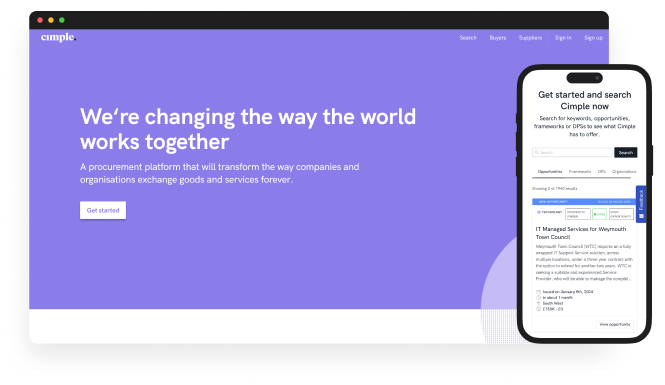 cimple.
Search Buyers Suppliers Sign in Sign up
We're changing the way the world
works together
A procurement platform that will transform the way companies and
organisations exchange goods and services forever.
Get started
Get started and search
Cimple now
Search for keywords, opportunities,
frameworks or DPSs to see what Cimple
has to offer.
Search
Search
Opportunities Frameworks DPS Organisations
Showing 5 of 1940 results
TECHNOLOGY
OPEN
OPPORTUNITY
IT Managed Services for Weymouth
Town Council
Weymouth Town Council (WTC) requires an a fully
wrapped IT Support Service solution, across
multiple locations, under a three-year contract with
the option to extend for another two years. WTC is
seeking a suitable and experienced Service
Provider, who will be able to manage the complet...
Issued on January 5th, 2024
in about 1 month
South West
£150K - £0
View opportunity
Feedback